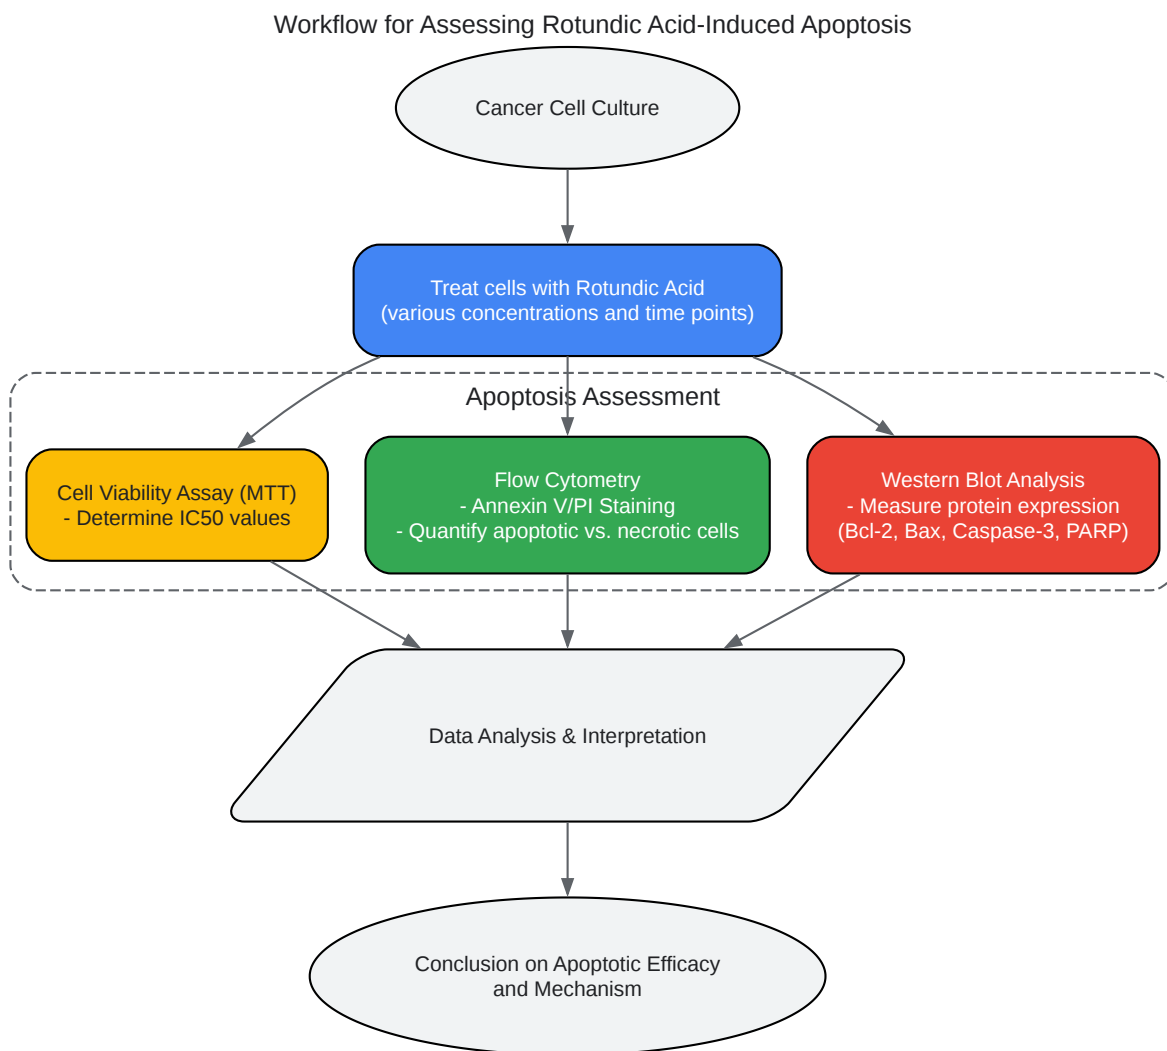 Workflow for Assessing Rotundic Acid-Induced Apoptosis
Cancer Cell Culture
Treat cells with Rotundic Acid
(various concentrations and time points)
Apoptosis Assessment
Cell Viability Assay (MTT)
- Determine IC50 values
Flow Cytometry
- Annexin V/PI Staining
- Quantify apoptotic vs. necrotic cells
Western Blot Analysis
- Measure protein expression
(Bcl-2, Bax, Caspase-3, PARP)
Data Analysis & Interpretation
Conclusion on Apoptotic Efficacy
and Mechanism